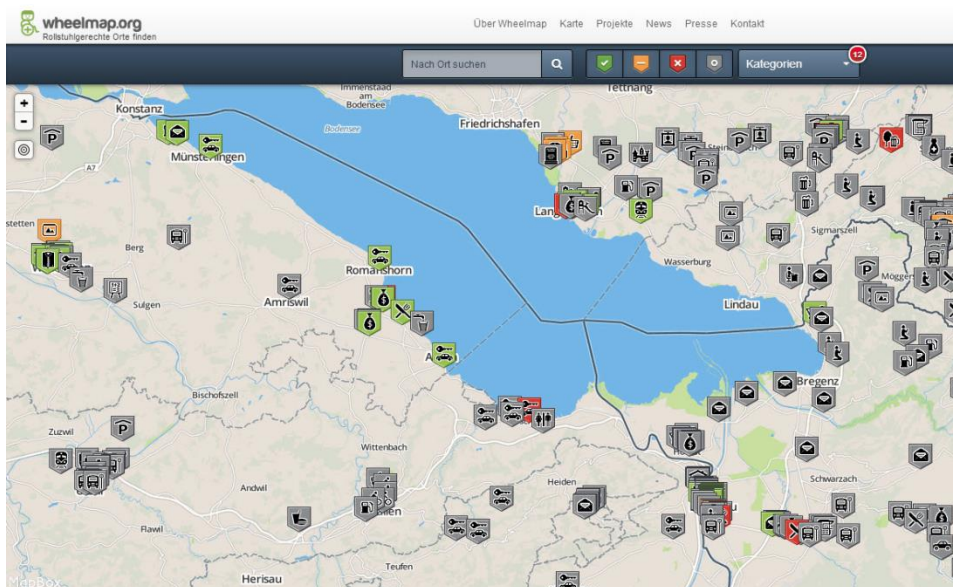 wheelmap.org
Rollstuhlgerechte Orte finden
Über Wheelmap Karte Projekte News Presse Kontakt
Nach Ort suchen
Kategorien
12
Immenstaad
am
Bodensee
Tettnang
+
Konstanz
-
Bodensee
Friedrichshafen
Münsterlingen
A7
Berg
Sigmarszell
Wasserburg
Romanshorn
Sulgen
Amriswil
Lindau
Bregenz
Bischofszell
Zuzwil
Wittenbach
Andwil
Heiden
Schwarzach
Flawil
Teufen
Herisau
MapBox